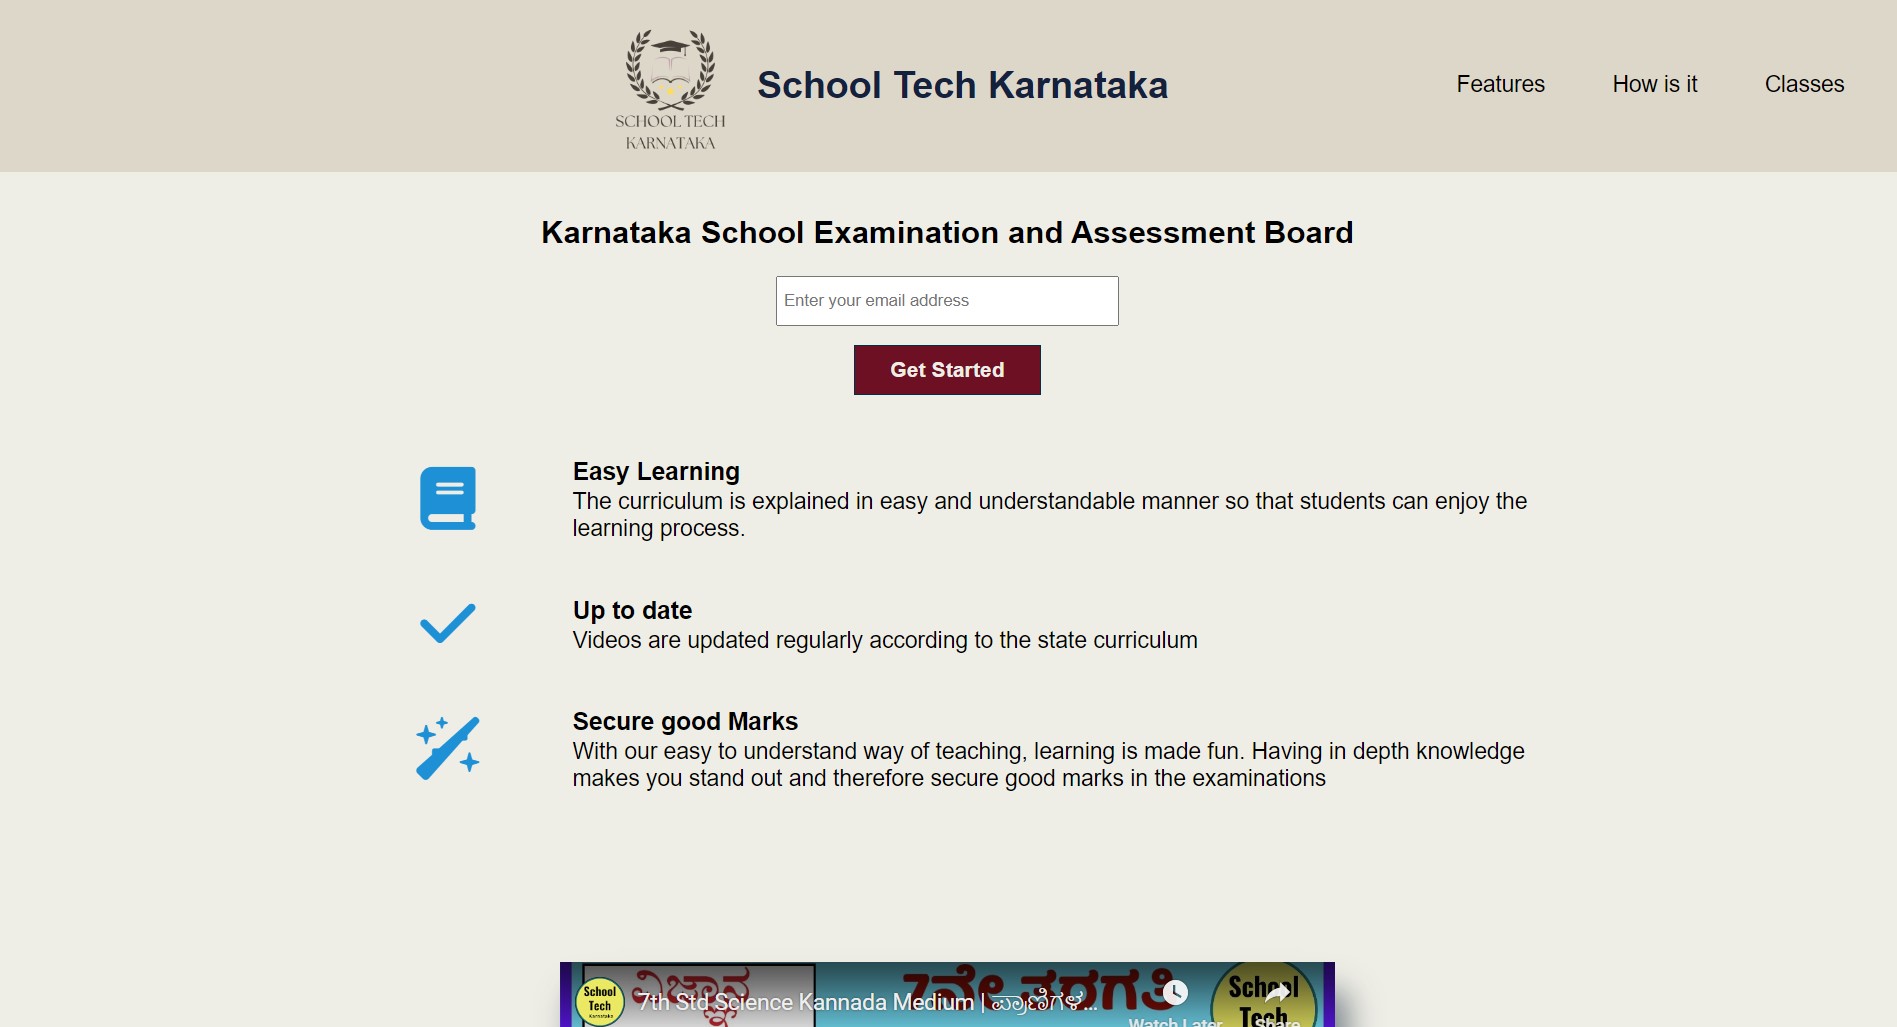 SCHOOL TECH
KARNATAKA
School Tech Karnataka
Features
How is it
Classes
Karnataka School Examination and Assessment Board
Enter your email address
Get Started
Easy Learning
The curriculum is explained in easy and understandable manner so that students can enjoy the
learning process.
Up to date
Videos are updated regularly according to the state curriculum
Secure good Marks
With our easy to understand way of teaching, learning is made fun. Having in depth knowledge
makes you stand out and therefore secure good marks in the examinations
ವಿಜ್ಞಾನ
7ನೇ ತರಗತಿ
School
Tech
Karnataka
7th Std Science Kannada Medium | ಪ್ರಾಣಿಗಳ...
School
Tech
Watch Later
Share